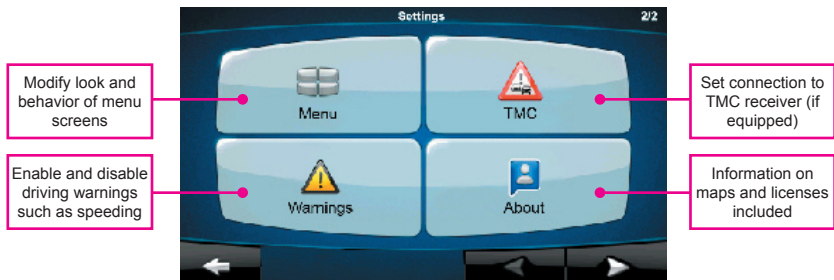 Settings
2/2
Modify look and
behavior of menu
screens
Menu
TMC
Set connection to
TMC receiver (if
equipped)
Enable and disable
driving warnings
such as speeding
Warnings
About
Information on
maps and licenses
included